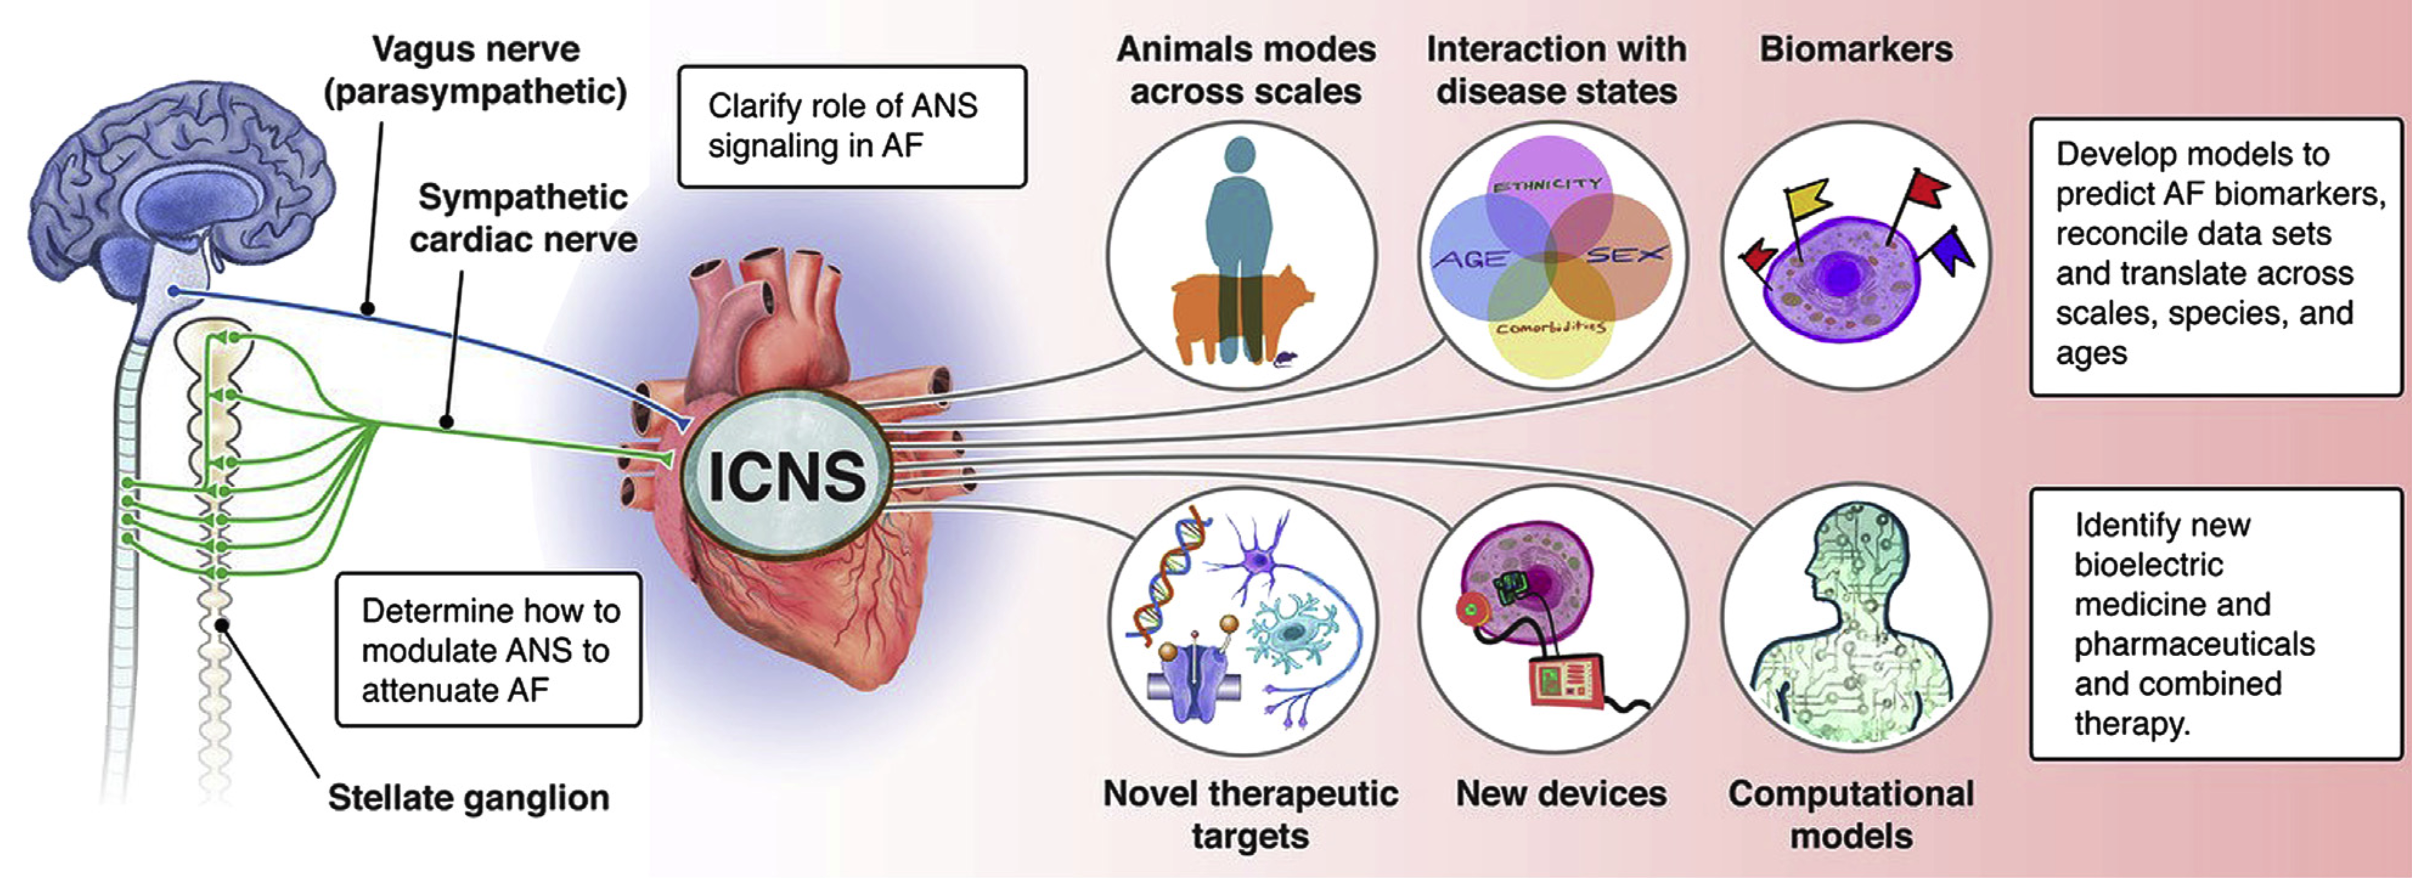 Vagus nerve
(parasympathetic)
Sympathetic
cardiac nerve
Clarify role of ANS
signaling in AF
Determine how to
modulate ANS to
attenuate AF
Stellate ganglion
ICNS
Animals modes
across scales
Interaction with
disease states
ETHNICITY
AGE
SEX
Comorbidities
Biomarkers
Develop models to
predict AF biomarkers,
reconcile data sets
and translate across
scales, species, and
ages
Novel therapeutic
targets
New devices
Computational
models
Identify new
bioelectric
medicine and
pharmaceuticals
and combined
therapy.